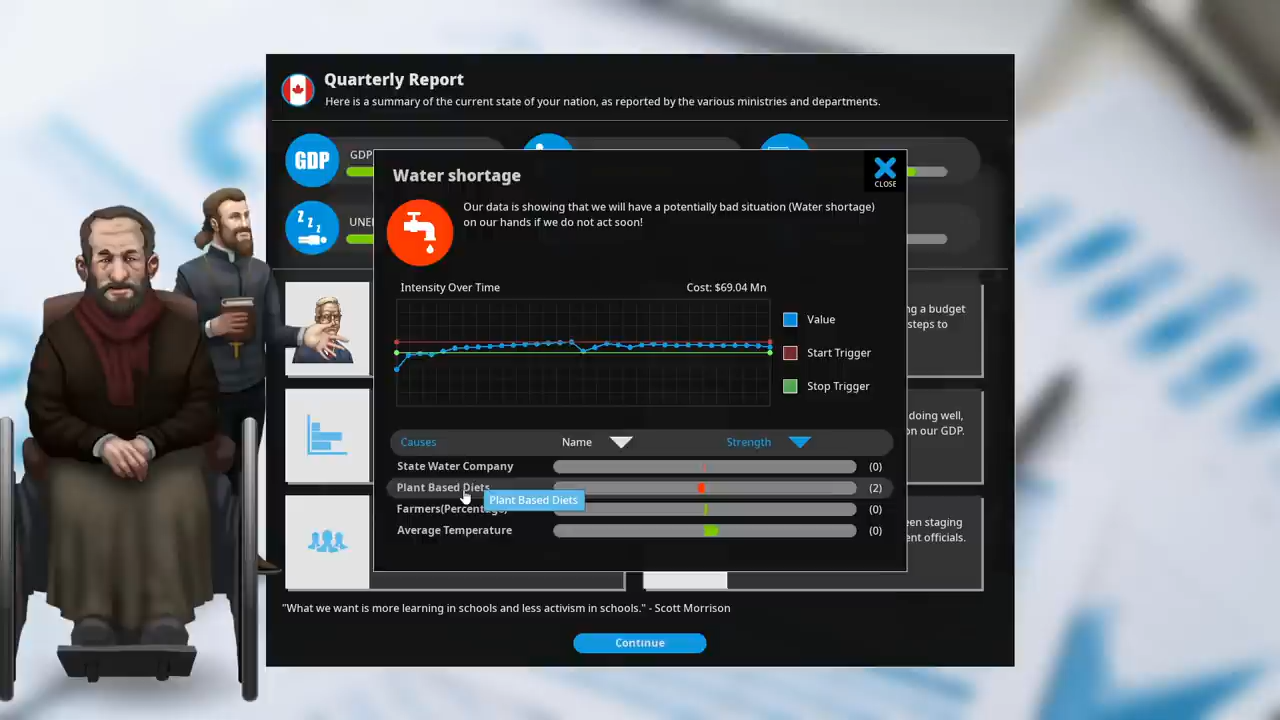 Quarterly Report
Here is a summary of the current state of your nation, as reported by the various ministries and departments.
GDP
GDP
Water shortage
CLOSE
Our data is showing that we will have a potentially bad situation (Water shortage)
on our hands if we do not act soon!
Z Z Z
UNE
Intensity Over Time
Cost: $69.04 Mn
Value
Start Trigger
Stop Trigger
ng a budget
steps to
doing well,
on our GDP.
Causes
Name
Strength
State Water Company
(0)
Plant Based Diets
(2)
Plant Based Diets
Farmers(Percentage)
(0)
Average Temperature
(0)
een staging
ent officials.
"What we want is more learning in schools and less activism in schools." - Scott Morrison
Continue